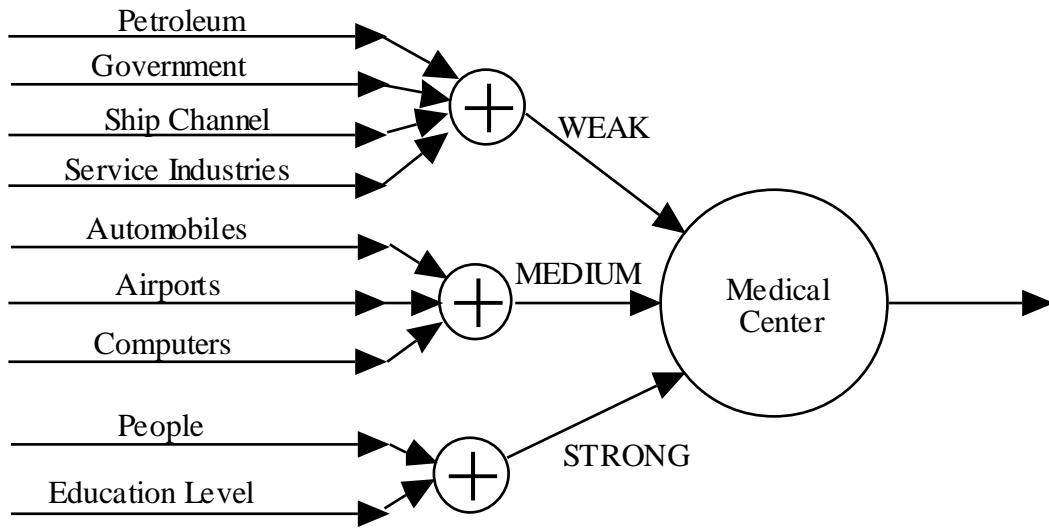 Petroleum
Government
Ship Channel
Service Industries
WEAK
Automobiles
Airports
Computers
MEDIUM
Medical
Center
People
Education Level
STRONG